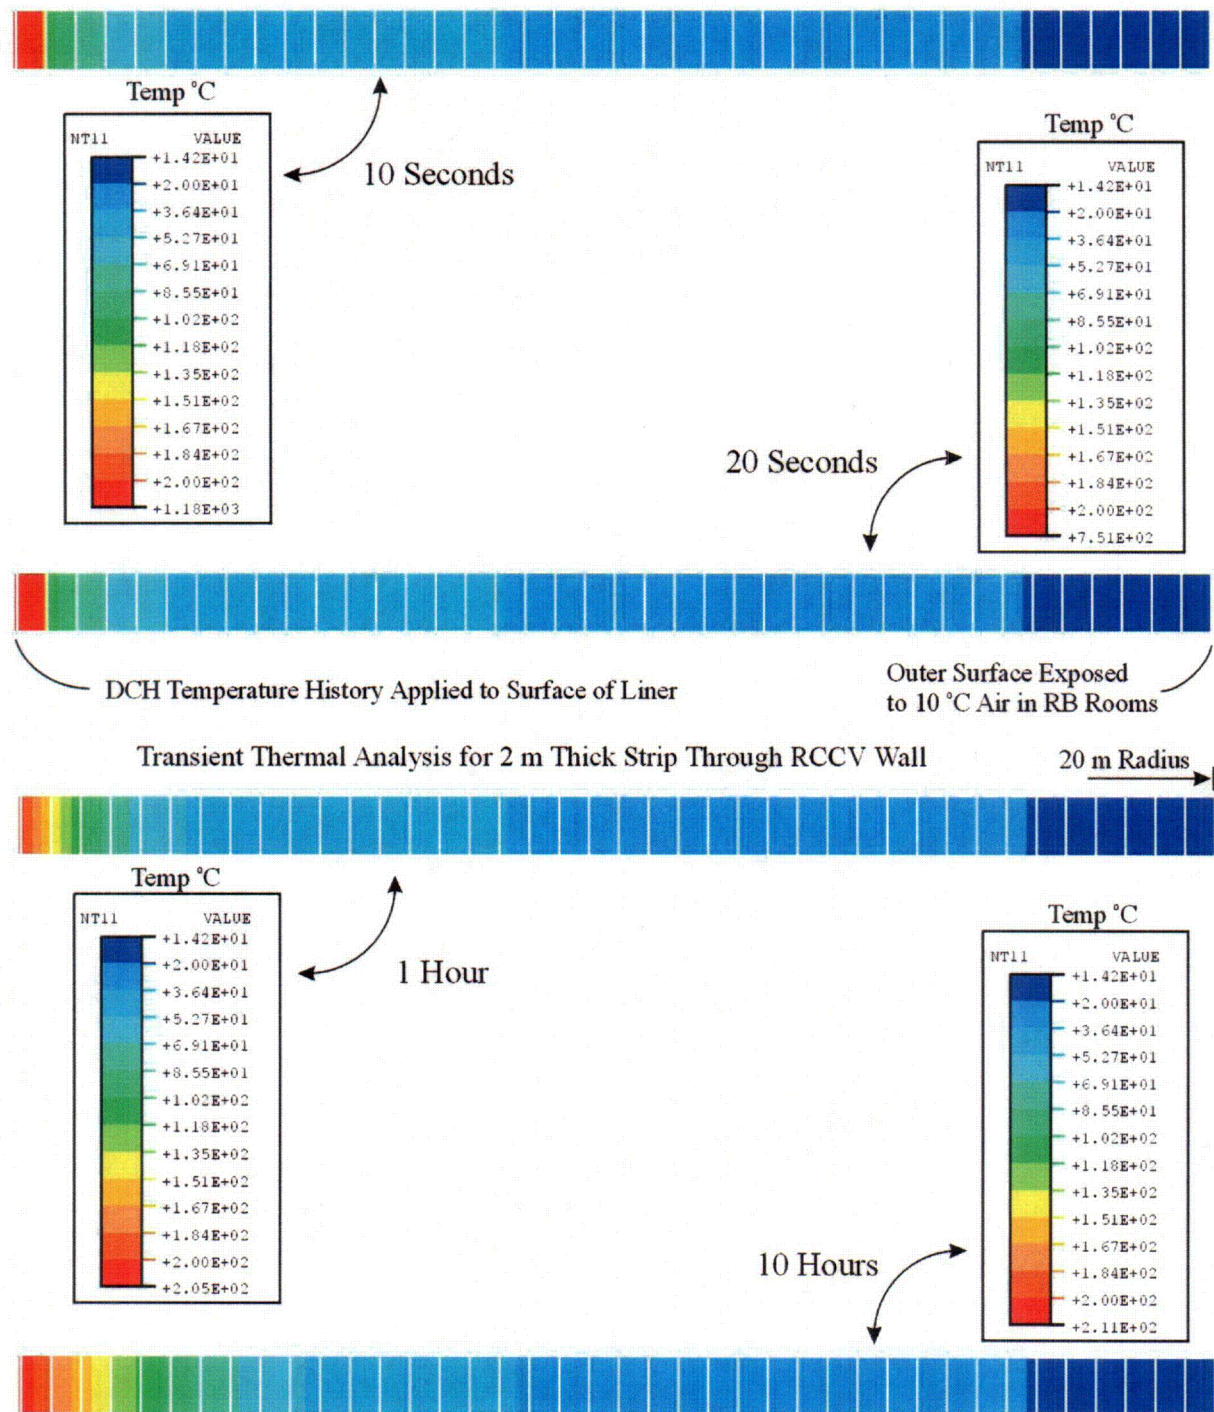 Temp °C
NT11 VALUE
+1.42E+01
+2.00E+01
+3.64E+01
+5.27E+01
+6.91E+01
+8.55E+01
+1.02E+02
+1.18E+02
+1.35E+02
+1.51E+02
+1.67E+02
+1.84E+02
+2.00E+02
+1.18E+03
10 Seconds
Temp °C
NT11 VALUE
+1.42E+01
+2.00E+01
+3.64E+01
+5.27E+01
+6.91E+01
+8.55E+01
+1.02E+02
+1.18E+02
+1.35E+02
+1.51E+02
+1.67E+02
+1.84E+02
+2.00E+02
+7.51E+02
20 Seconds
DCH Temperature History Applied to Surface of Liner
Outer Surface Exposed
to 10 °C Air in RB Rooms
Transient Thermal Analysis for 2 m Thick Strip Through RCCV Wall
20 m Radius
Temp °C
NT11 VALUE
+1.42E+01
+2.00E+01
+3.64E+01
+5.27E+01
+6.91E+01
+8.55E+01
+1.02E+02
+1.18E+02
+1.35E+02
+1.51E+02
+1.67E+02
+1.84E+02
+2.00E+02
+2.05E+02
1 Hour
Temp °C
NT11 VALUE
+1.42E+01
+2.00E+01
+3.64E+01
+5.27E+01
+6.91E+01
+8.55E+01
+1.02E+02
+1.18E+02
+1.35E+02
+1.51E+02
+1.67E+02
+1.84E+02
+2.00E+02
+2.11E+02
10 Hours